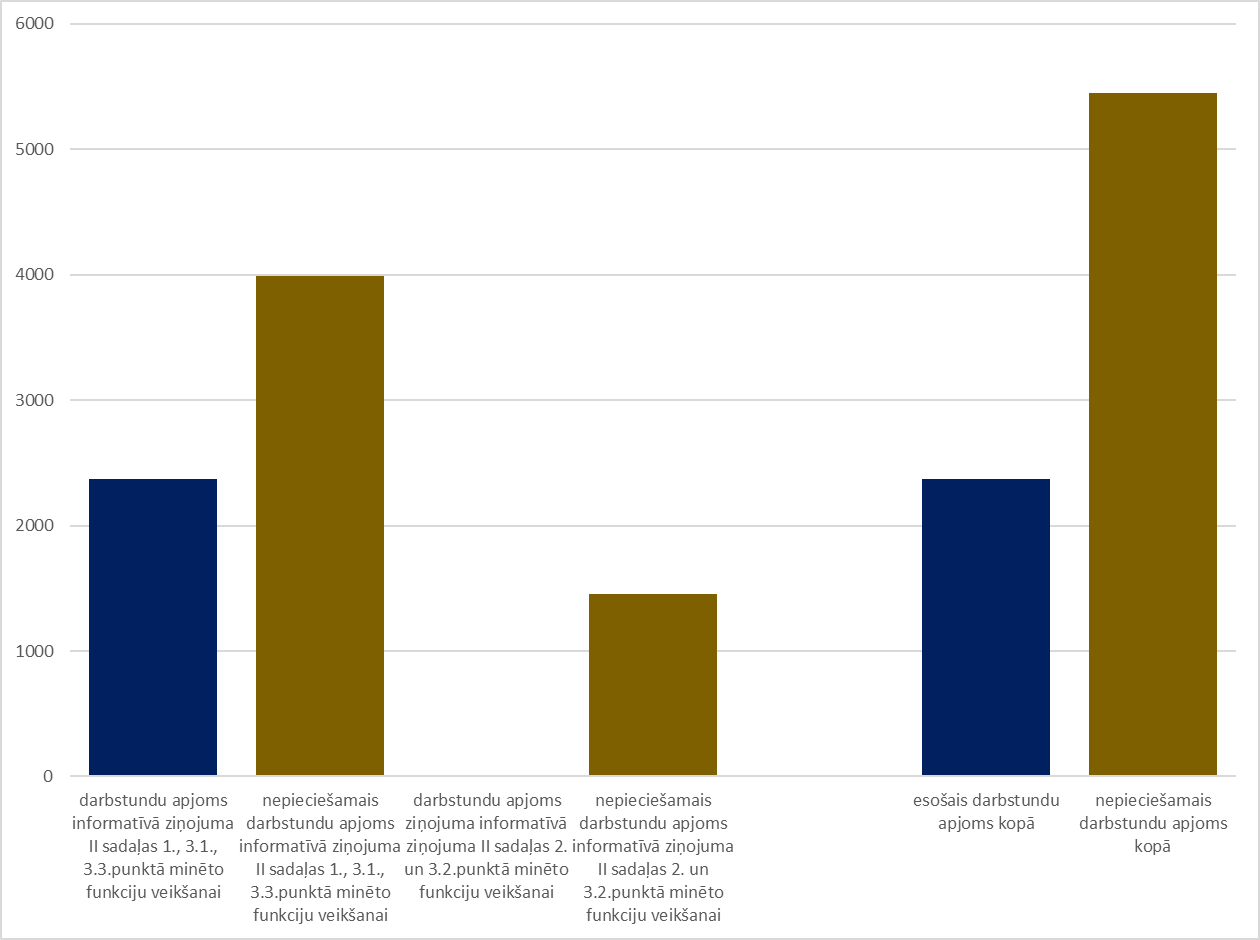 6000
5000
4000
3000
2000
1000
0
darbstundu apjoms
informatīvā ziņojuma
II sadaļas 1., 3.1.,
3.3.punktā minēto
funkciju veikšanai
nepieciešamais
darbstundu apjoms
informatīvā ziņojuma
II sadaļas 1., 3.1.,
3.3.punktā minēto
funkciju veikšanai
darbstundu apjoms
ziņojuma informatīvā
ziņojuma II sadaļas 2.
un 3.2.punktā minēto
funkciju veikšanai
nepieciešamais
darbstundu apjoms
informatīvā ziņojuma
II sadaļas 2. un
3.2.punktā minēto
funkciju veikšanai
esošais darbstundu
apjoms kopā
nepieciešamais
darbstundu apjoms
kopā